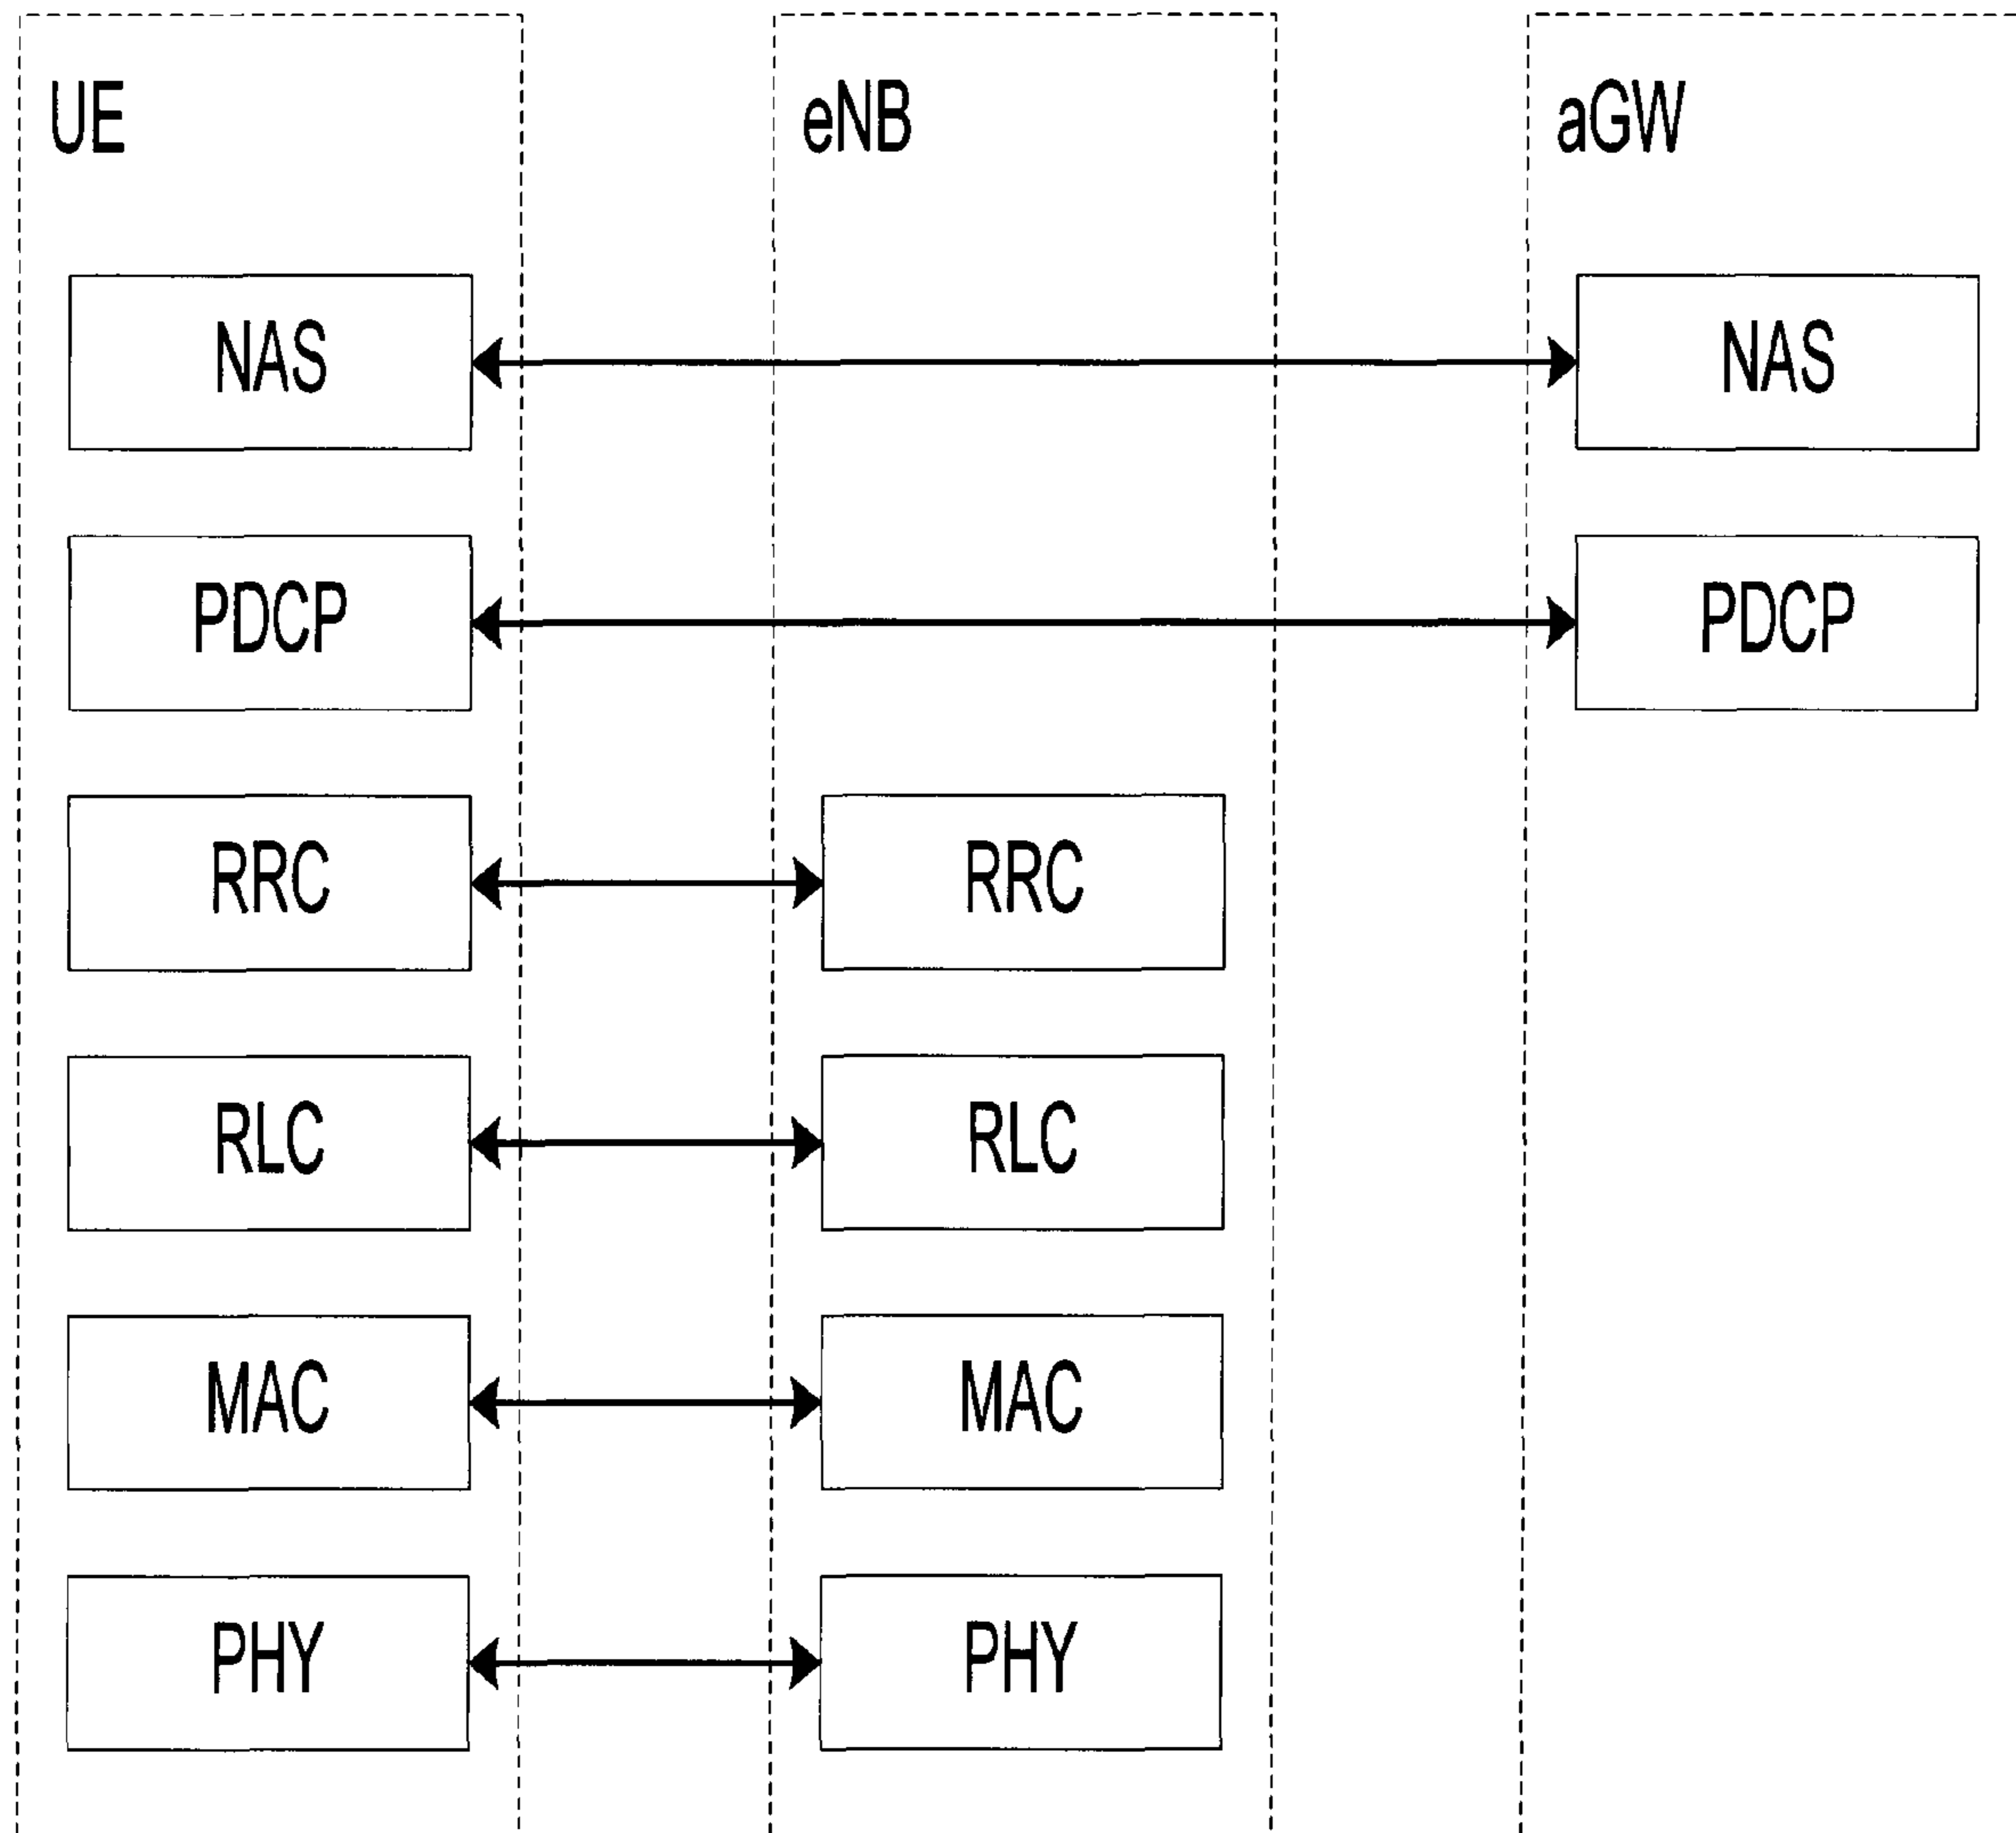 UE eNB aGW
NAS NAS
PDCP PDCP
RRC RRC
RLC RLC
MAC MAC
PHY PHY